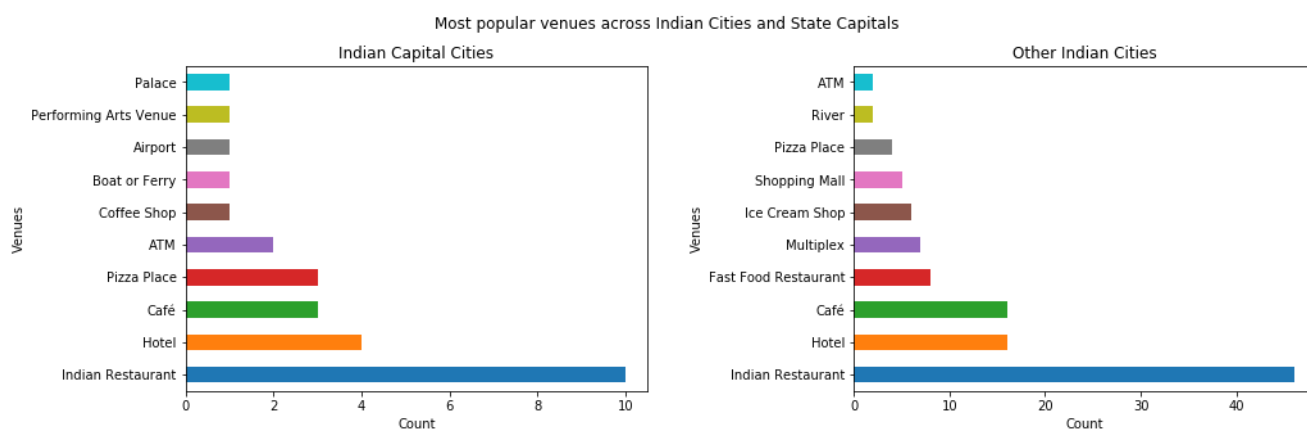 Most popular venues across Indian Cities and State Capitals
Indian Capital Cities
Venues
Palace
Performing Arts Venue
Airport
Boat or Ferry
Coffee Shop
ATM
Pizza Place
Café
Hotel
Indian Restaurant
0 2 4 6 8 10
Count
Other Indian Cities
Venues
ATM
River
Pizza Place
Shopping Mall
Ice Cream Shop
Multiplex
Fast Food Restaurant
Café
Hotel
Indian Restaurant
0 10 20 30 40
Count